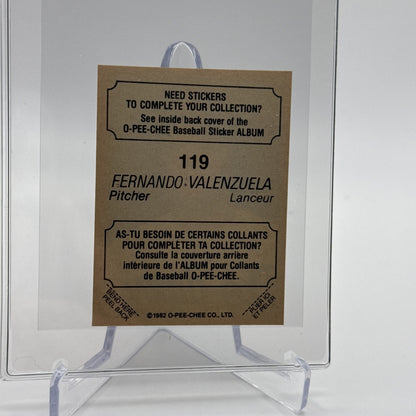 NEED STICKERS
TO COMPLETE YOUR COLLECTION?
See inside back cover of the
O-PEE-CHEE Baseball Sticker ALBUM
119
FERNANDO VALENZUELA
Pitcher Lanceur
AS-TU BESOIN DE CERTAINS COLLANTS
POUR COMPLÉTER TA COLLECTION?
Consulte la couverture arrière
intérieure de l'ALBUM pour Collants
de Baseball O-PEE-CHEE.
BEND HERE
PEEL BACK
PLIER ICI
ET PELER
©1982 O-PEE-CHEE CO., LTD.